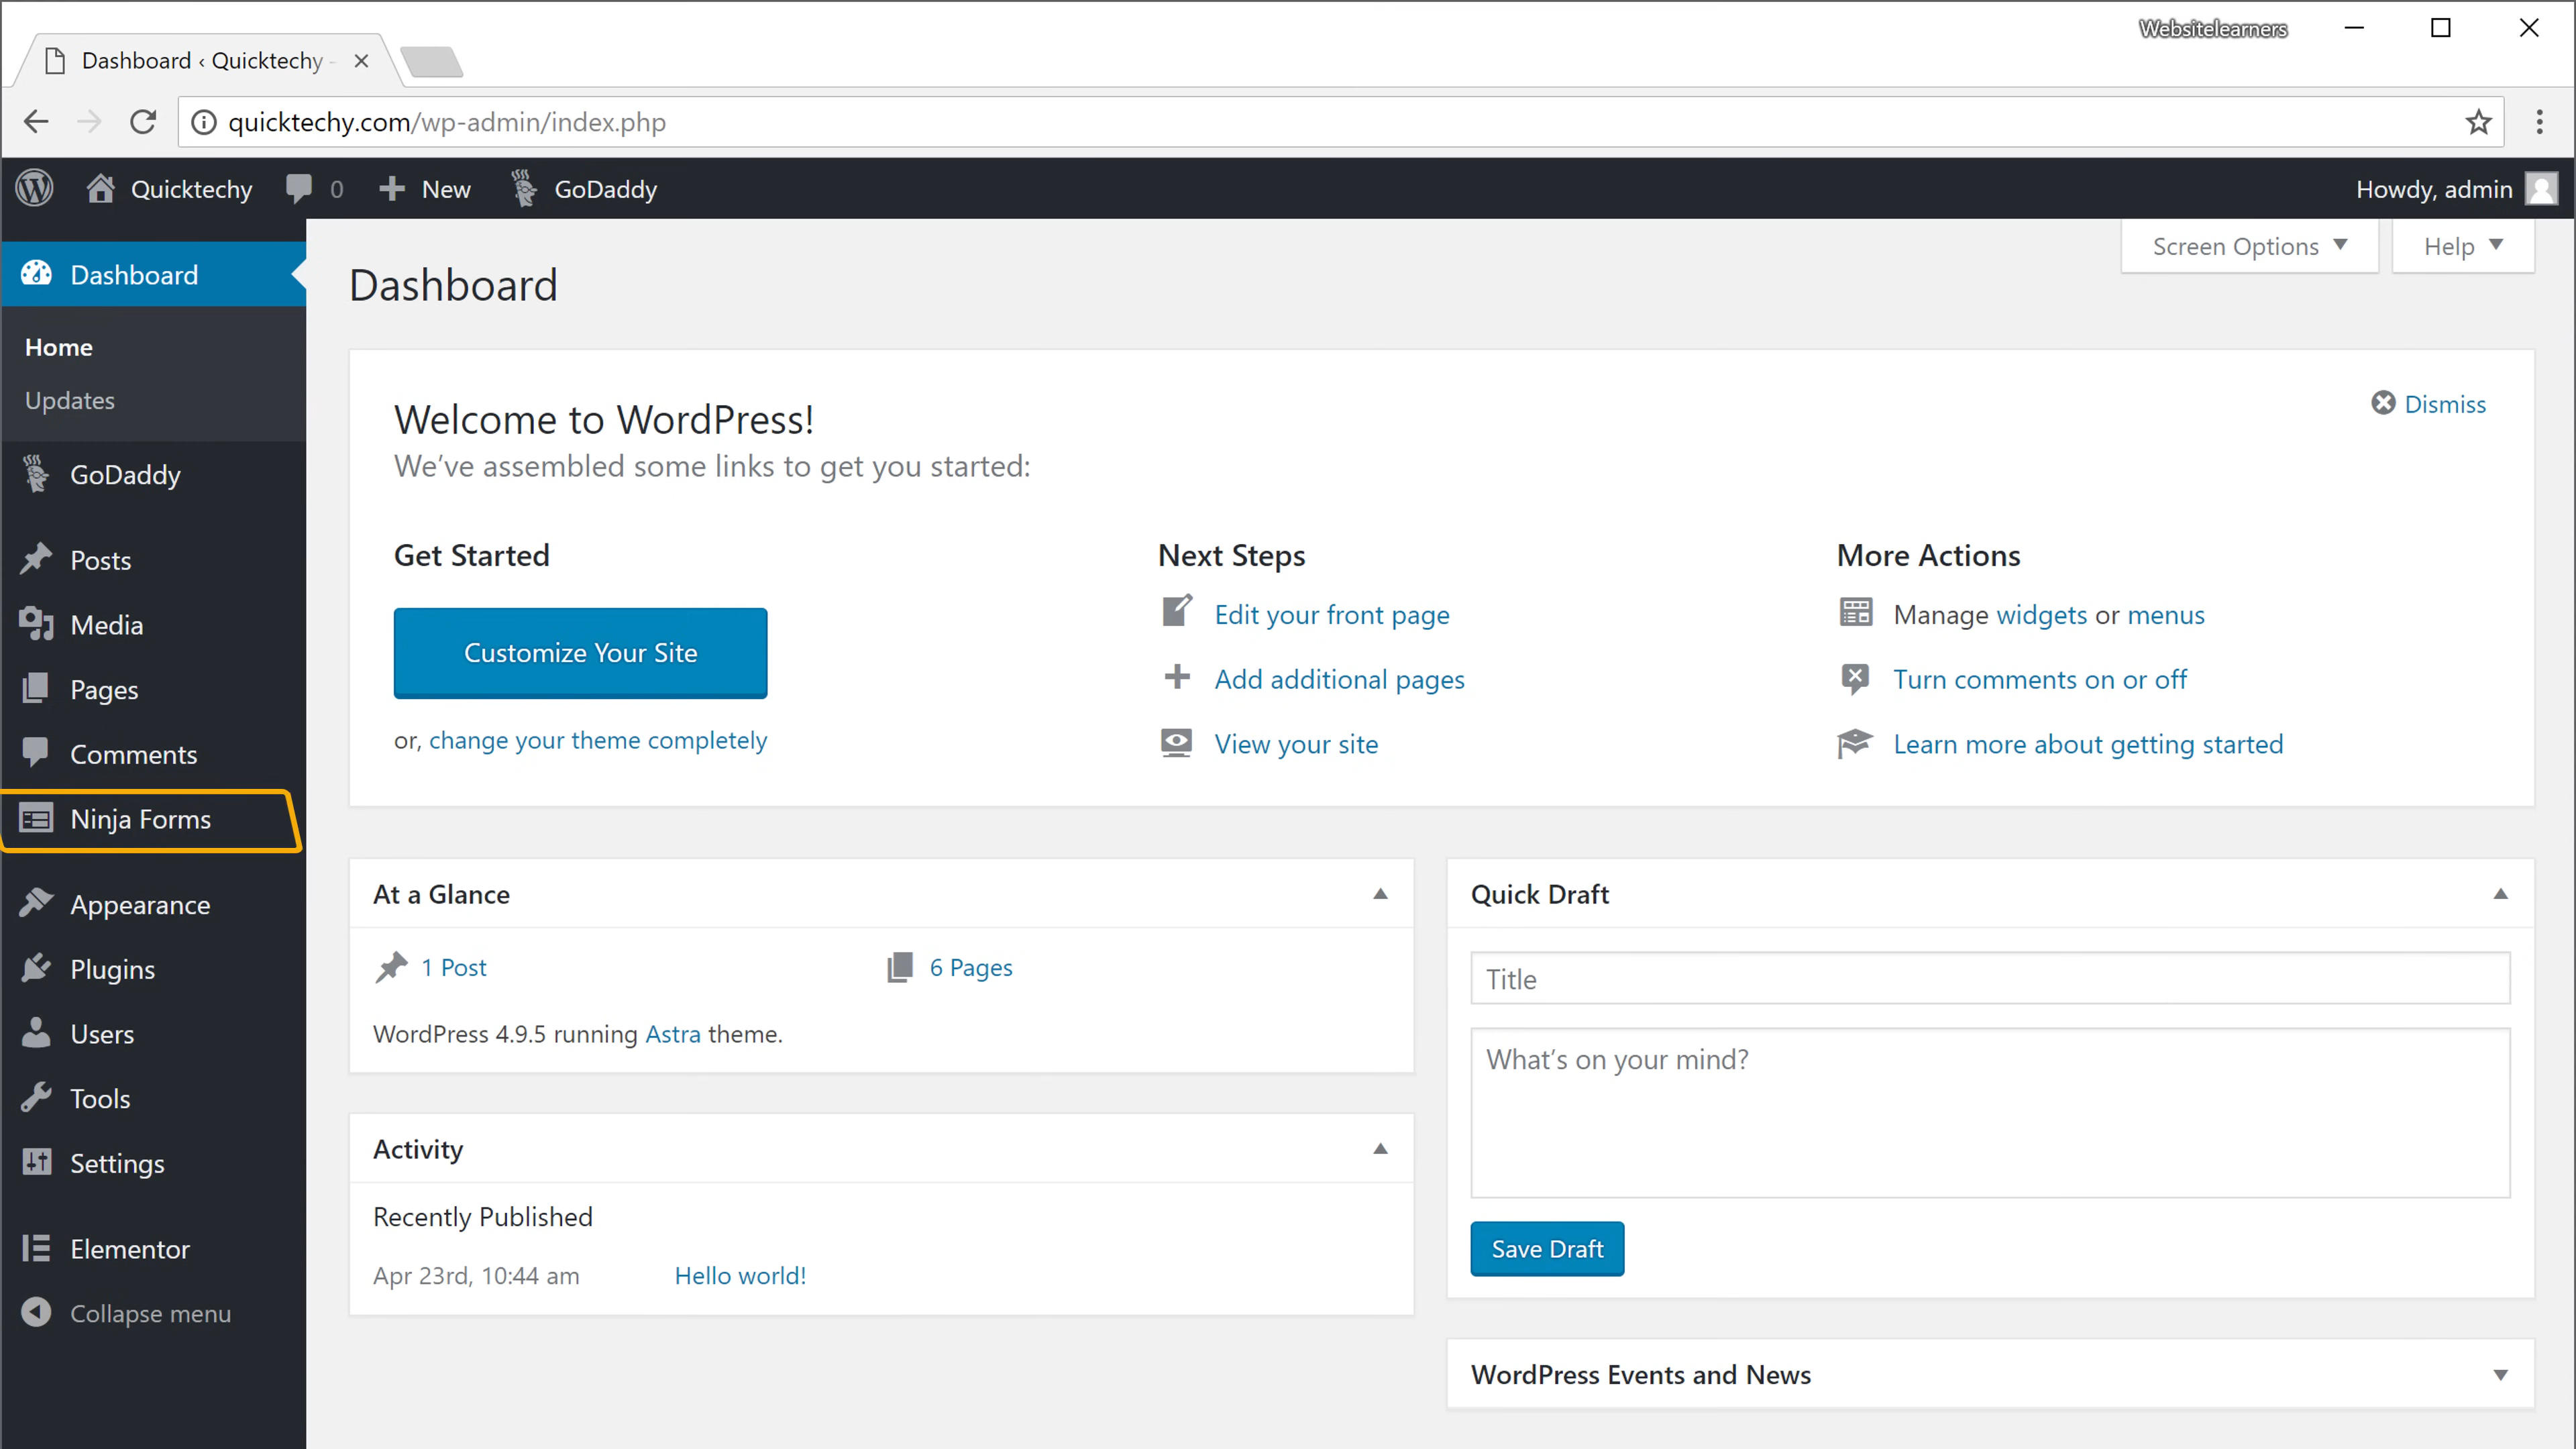 Websitelearners
Dashboard ‹ Quicktechy -
quicktechy.com/wp-admin/index.php
Quicktechy 0 New GoDaddy Howdy, admin
Screen Options Help
Dashboard
Home
Updates
GoDaddy
Posts
Media
Pages
Comments
Ninja Forms
Appearance
Plugins
Users
Tools
Settings
Elementor
Collapse menu
Dashboard
Welcome to WordPress!
Dismiss
We’ve assembled some links to get you started:
Get Started
Customize Your Site
or, change your theme completely
Next Steps
Edit your front page
Add additional pages
View your site
More Actions
Manage widgets or menus
Turn comments on or off
Learn more about getting started
At a Glance
1 Post 6 Pages
WordPress 4.9.5 running Astra theme.
Activity
Recently Published
Apr 23rd, 10:44 am Hello world!
Quick Draft
Title
What’s on your mind?
Save Draft
WordPress Events and News